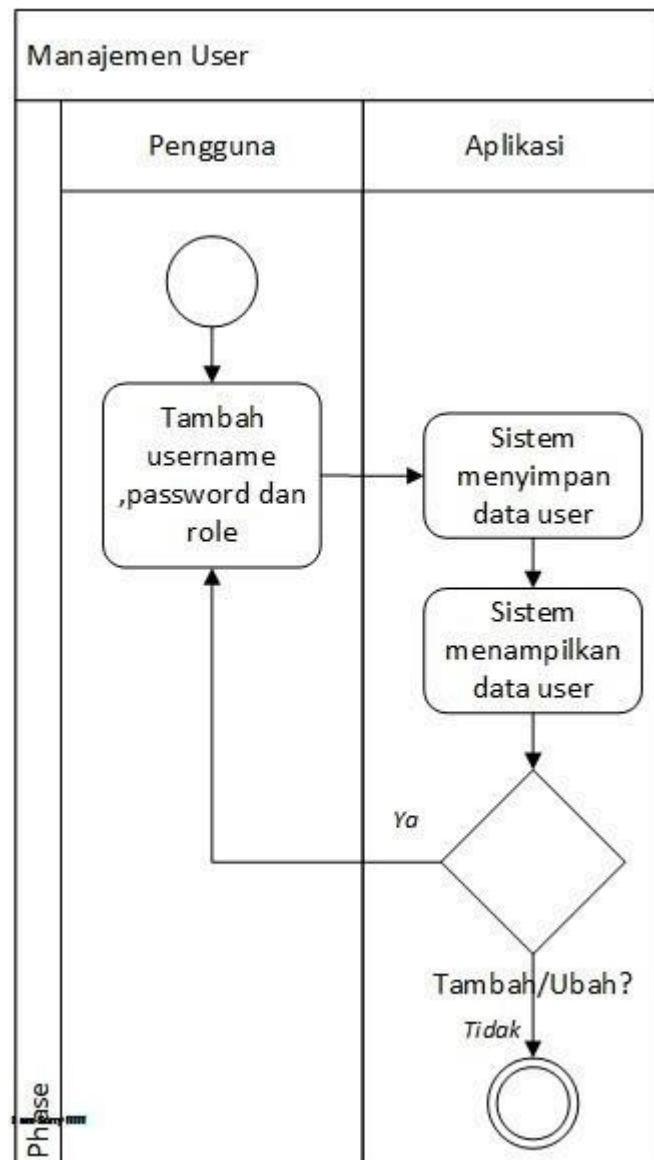 Manajemen User
Pengguna
Aplikasi
Tambah
username
,password dan
role
Sistem
menyimpan
data user
Sistem
menampilkan
data user
Ya
Tambah/Ubah?
Tidak
Phase